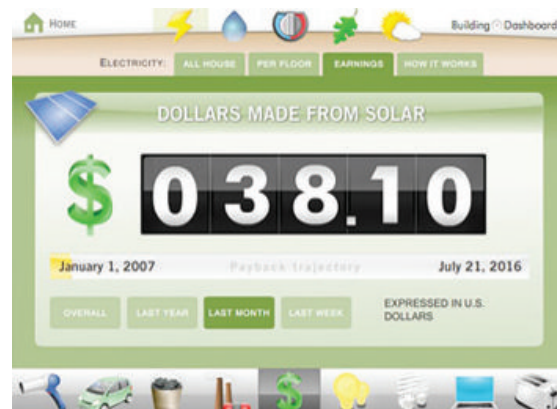 HOME
Building Dashboard
ELECTRICITY: ALL HOUSE PER FLOOR EARNINGS HOW IT WORKS
DOLLARS MADE FROM SOLAR
$ 038.10
January 1, 2007 Payback trajectory July 21, 2016
OVERALL LAST YEAR LAST MONTH LAST WEEK EXPRESSED IN U.S.
DOLLARS
$